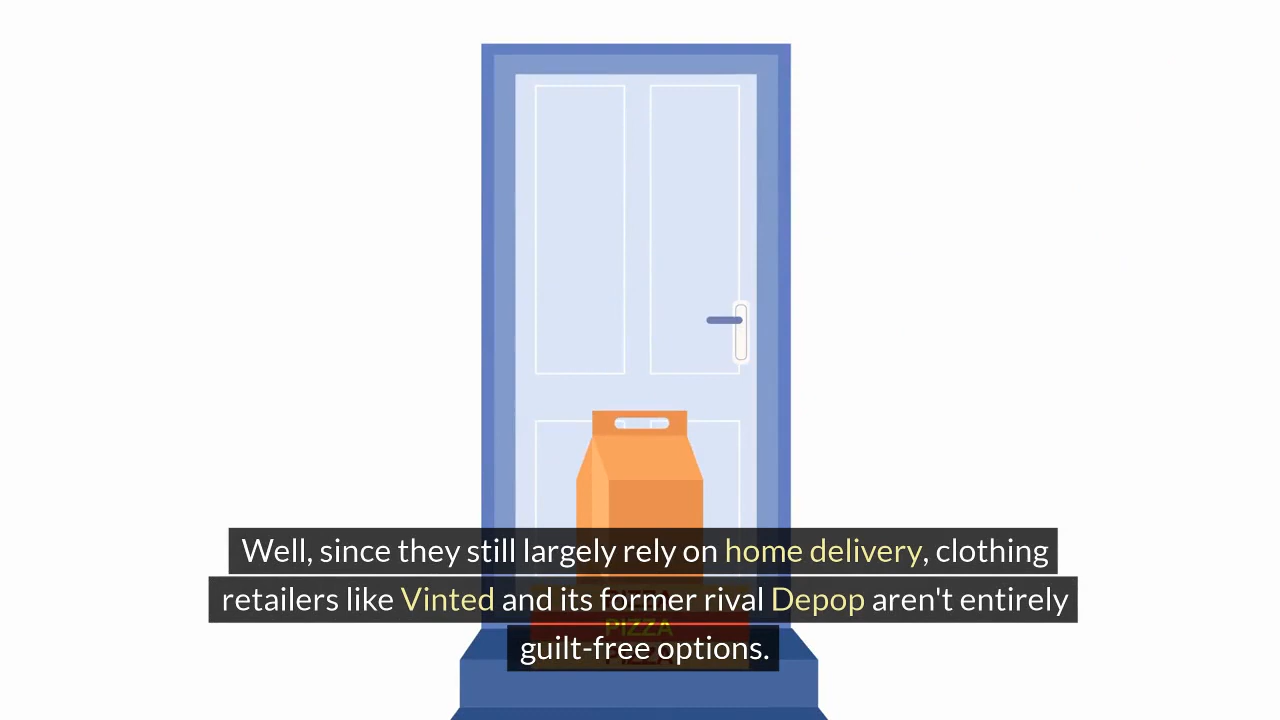 Well, since they still largely rely on home delivery, clothing
retailers like Vinted and its former rival Depop aren't entirely
PIZZA
guilt-free options.